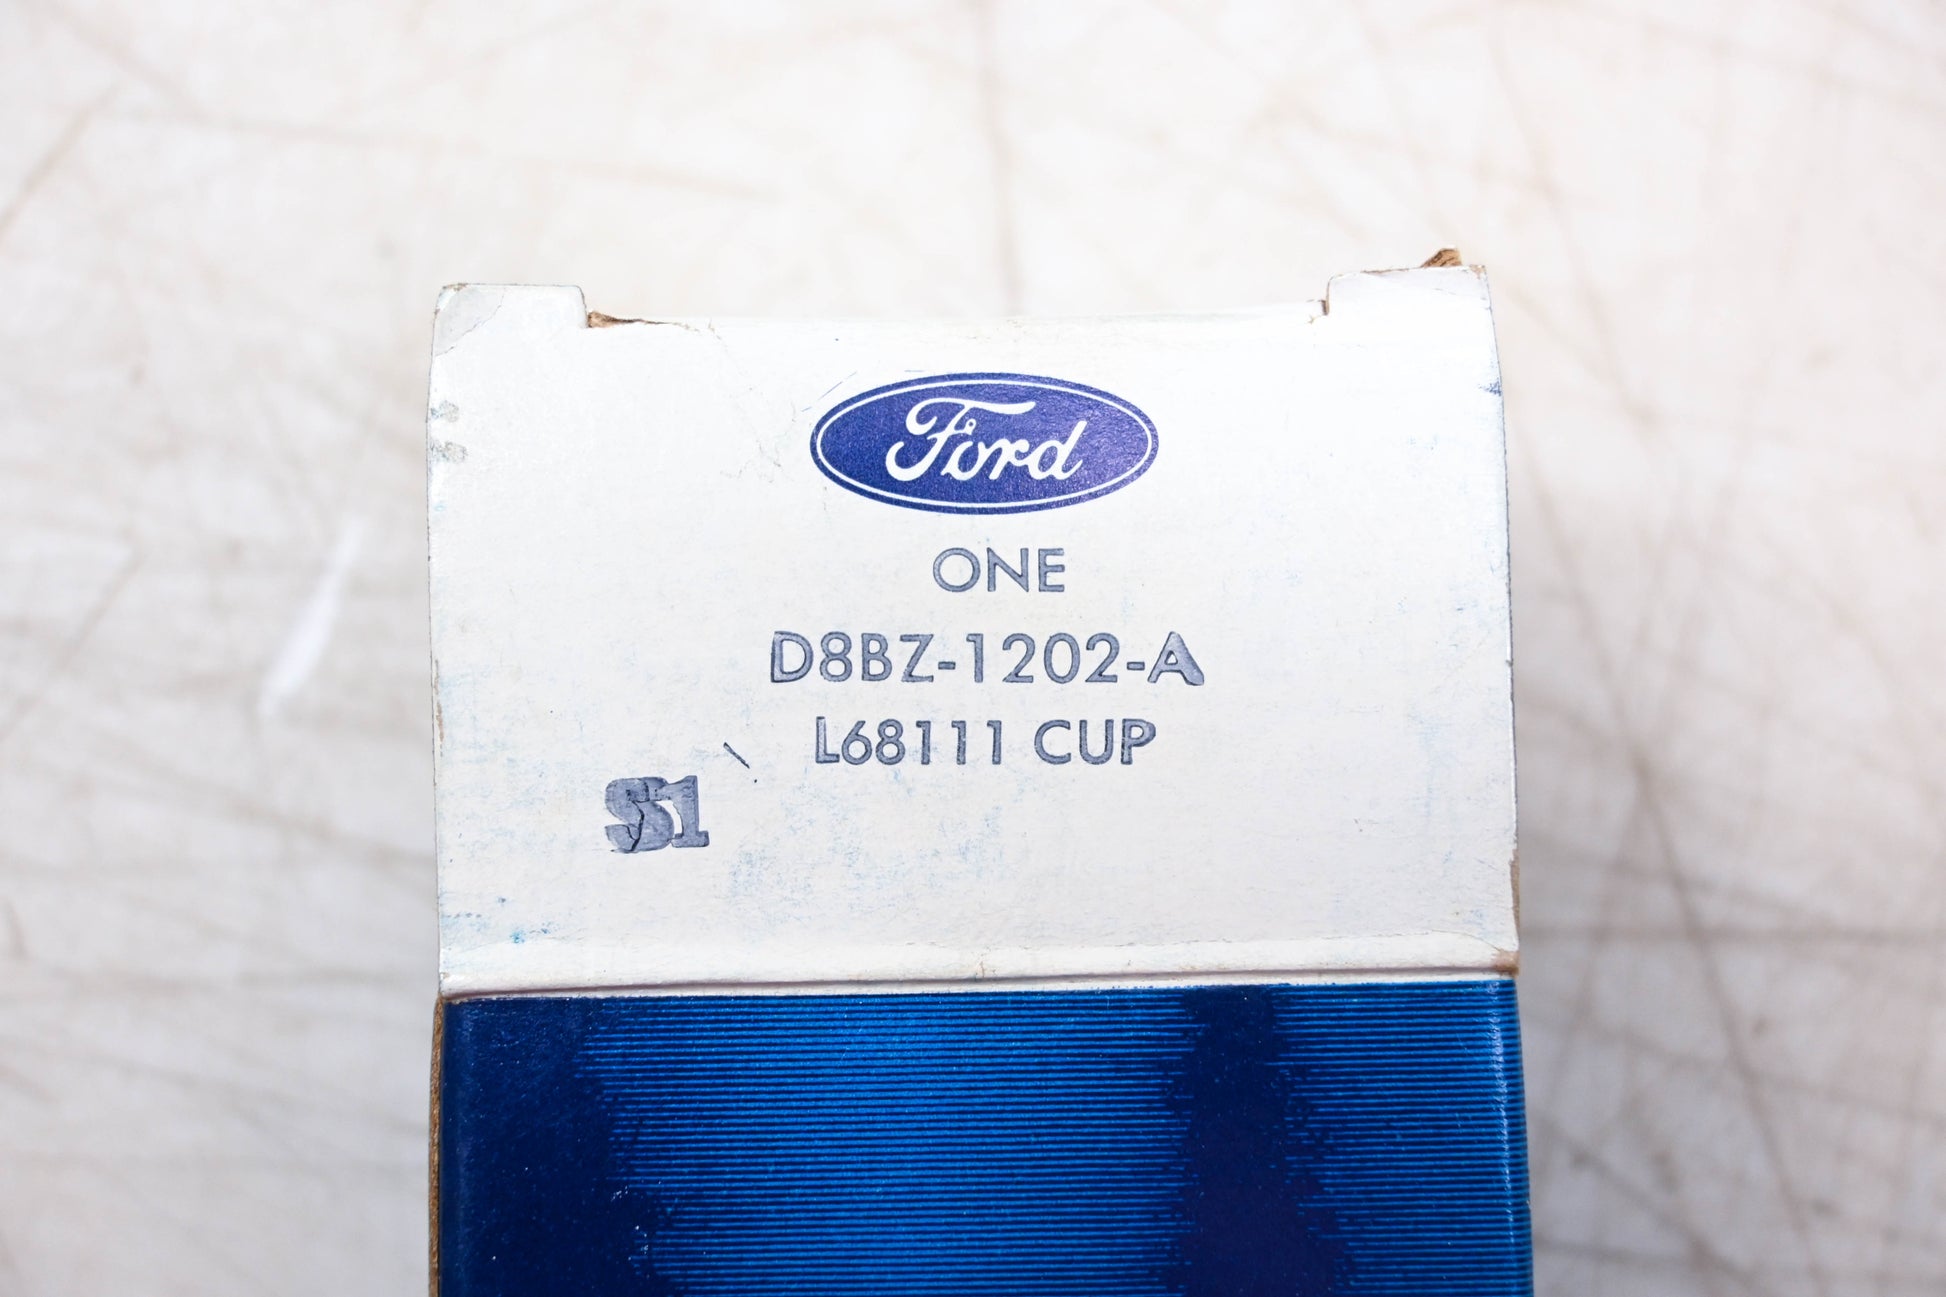 Ford
ONE
D8BZ-1202-A
L68111 CUP
S1